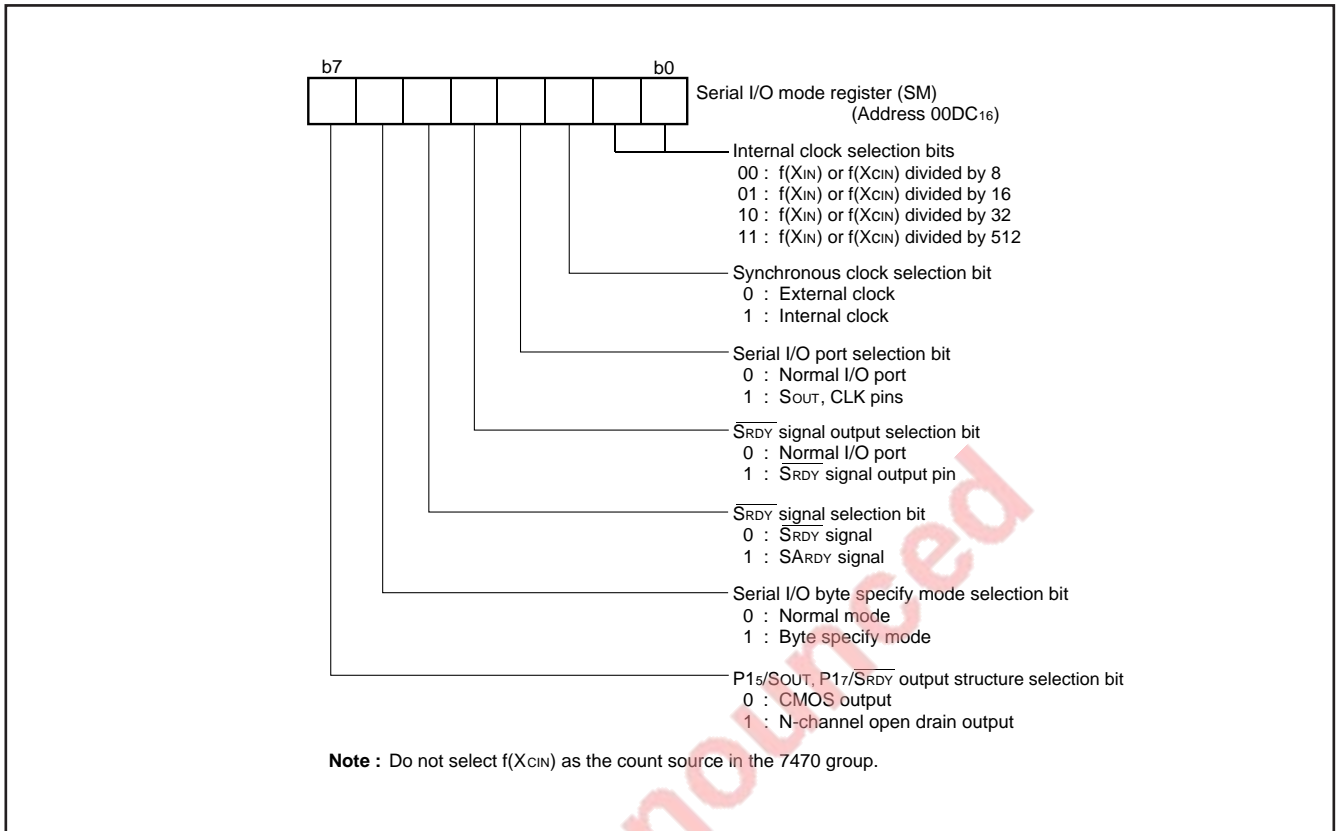 b7 b0
Serial I/O mode register (SM)
(Address 00DC16)
Internal clock selection bits
00 : f(XIN) or f(XCIN) divided by 8
01 : f(XIN) or f(XCIN) divided by 16
10 : f(XIN) or f(XCIN) divided by 32
11 : f(XIN) or f(XCIN) divided by 512
Synchronous clock selection bit
0 : External clock
1 : Internal clock
Serial I/O port selection bit
0 : Normal I/O port
1 : SOUT, CLK pins
SRDY signal output selection bit
0 : Normal I/O port
1 : SRDY signal output pin
SRDY signal selection bit
0 : SRDY signal
1 : SARDY signal
Serial I/O byte specify mode selection bit
0 : Normal mode
1 : Byte specify mode
P15/SOUT, P17/SRDY output structure selection bit
0 : CMOS output
1 : N-channel open drain output
Note : Do not select f(XCIN) as the count source in the 7470 group.
nounced